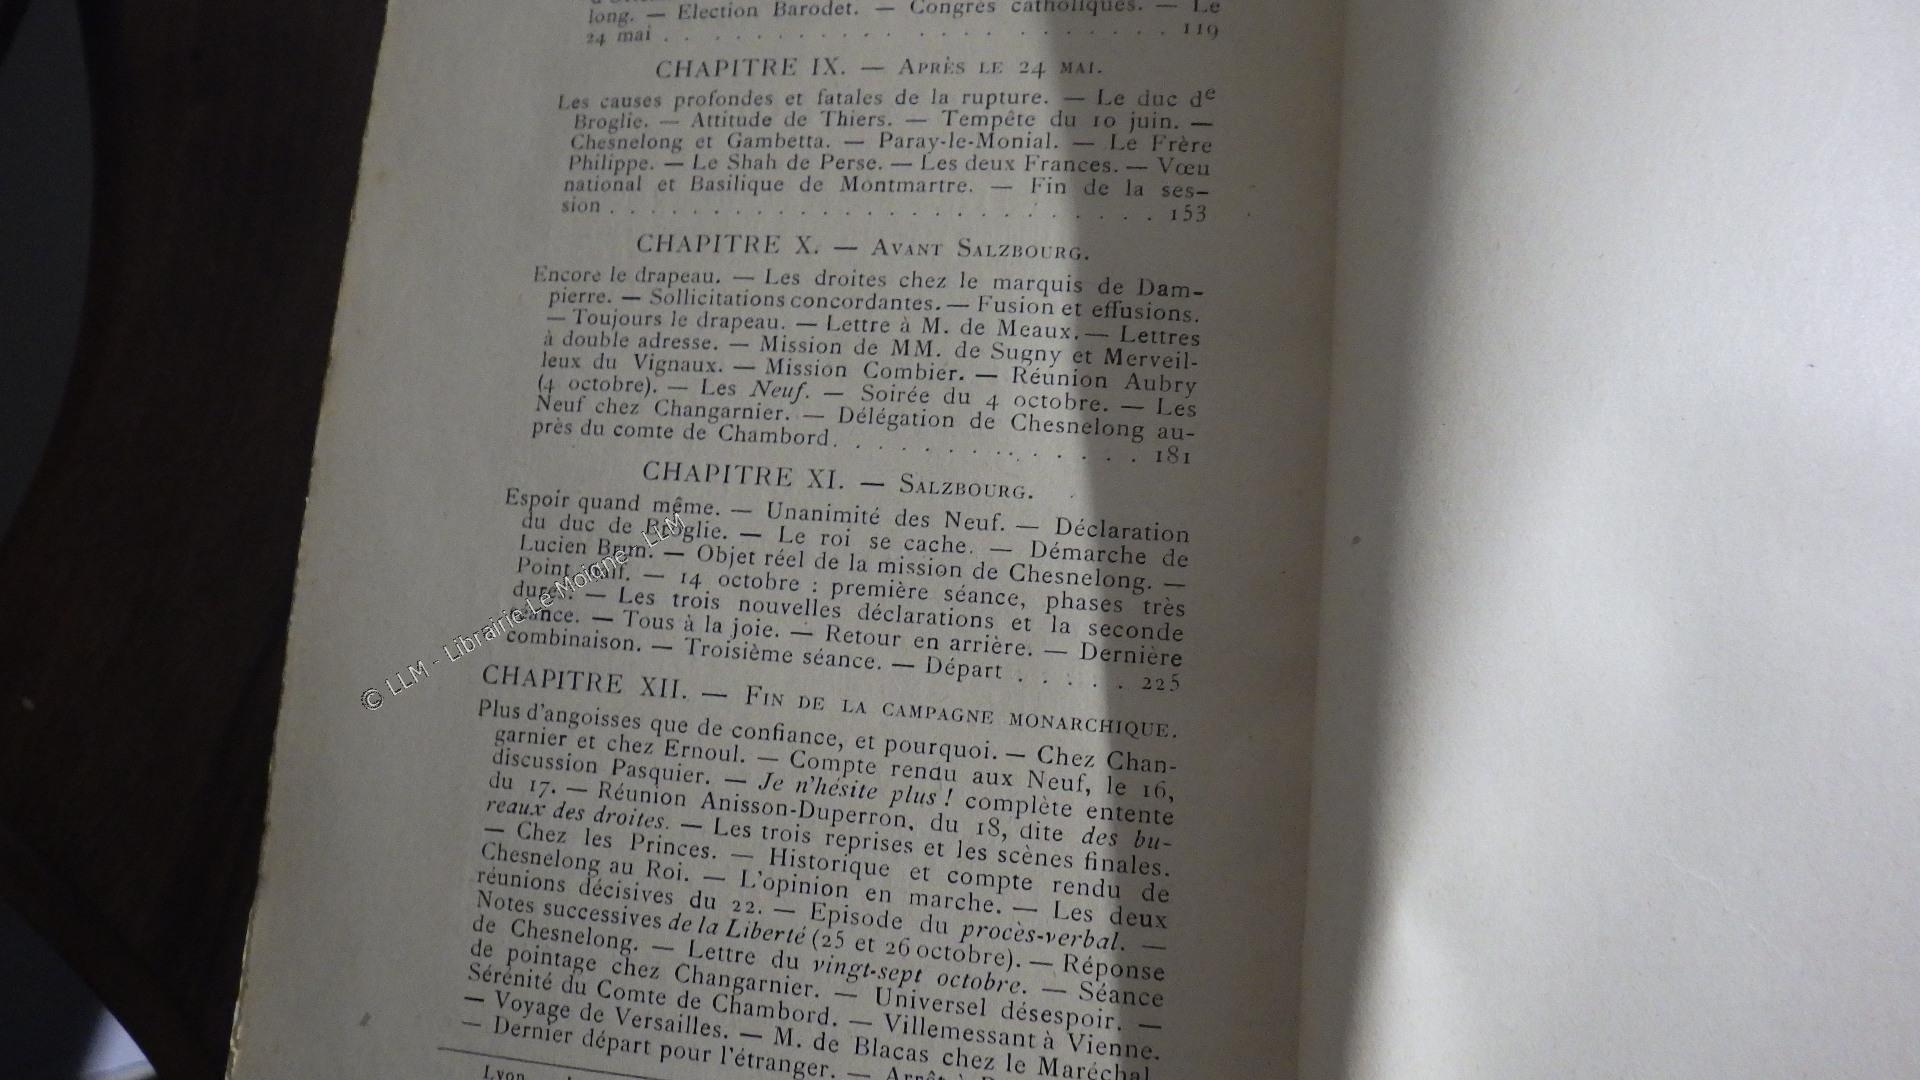 long. — Election Barodet. — Congrès catholiques. — Le
24 mai . . . . . . . . . . . . . . . . . . . . 119
CHAPITRE IX. — APRÈS LE 24 MAI.
Les causes profondes et fatales de la rupture. — Le duc de
Broglie. — Attitude de Thiers. — Tempête du 10 juin. —
Chesnelong et Gambetta. — Paray-le-Monial. — Le Frère
Philippe. — Le Shah de Perse. — Les deux Frances. — Vœu
national et Basilique de Montmartre. — Fin de la ses-
sion . . . . . . . . . . . . . . . . . . . . . . . . . . . 153
CHAPITRE X. — AVANT SALZBOURG.
Encore le drapeau. — Les droites chez le marquis de Dam-
pierre. — Sollicitations concordantes. — Fusion et effusions.
— Toujours le drapeau. — Lettre à M. de Meaux. — Lettres
à double adresse. — Mission de MM. de Sugny et Merveil-
leux du Vignaux. — Mission Combier. — Réunion Aubry
(4 octobre). — Les Neuf. — Soirée du 4 octobre. — Les
Neuf chez Changarnier. — Délégation de Chesnelong au-
près du comte de Chambord. . . . . . . . . . . . . . . 181
CHAPITRE XI. — SALZBOURG.
Espoir quand même. — Unanimité des Neuf. — Déclaration
du duc de Broglie. — Le roi se cache. — Démarche de
Lucien Brun. — Objet réel de la mission de Chesnelong. —
Point. — 14 octobre : première séance, phases très
dures. — Les trois nouvelles déclarations et la seconde
séance. — Tous à la joie. — Retour en arrière. — Dernière
combinaison. — Troisième séance. — Départ . . . . . 225
CHAPITRE XII. — FIN DE LA CAMPAGNE MONARCHIQUE.
Plus d'angoisses que de confiance, et pourquoi. — Chez Chan-
garnier et chez Ernoul. — Compte rendu aux Neuf, le 16,
discussion Pasquier. — Je n'hésite plus ! complète entente
du 17. — Réunion Anisson-Duperron, du 18, dite des bu-
reaux des droites. — Les trois reprises et les scènes finales.
— Chez les Princes. — Historique et compte rendu de
Chesnelong au Roi. — L'opinion en marche. — Les deux
réunions décisives du 22. — Episode du procès-verbal. —
Notes successives de la Liberté (25 et 26 octobre). — Réponse
de Chesnelong. — Lettre du vingt-sept octobre. — Séance
de pointage chez Changarnier. — Universel désespoir. —
Sérénité du Comte de Chambord. — Villemessant à Vienne.
— Voyage de Versailles. — M. de Blacas chez le Maréchal.
— Dernier départ pour l'étranger. —
Lyon
© LLM - Librairie-Le-Moigne - LLM